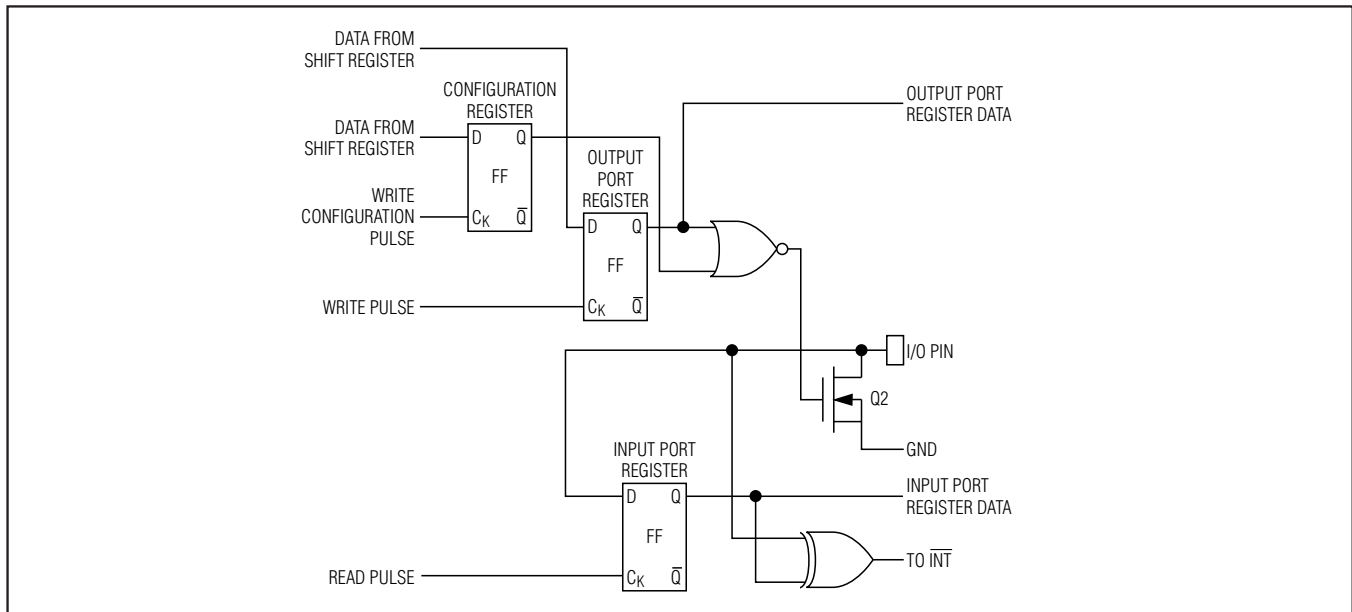 DATA FROM
SHIFT REGISTER
CONFIGURATION
REGISTER
OUTPUT PORT
REGISTER DATA
DATA FROM
SHIFT REGISTER
D Q
FF
CK Q̅
OUTPUT
PORT
REGISTER
WRITE
CONFIGURATION
PULSE
D Q
FF
CK Q̅
WRITE PULSE
I/O PIN
Q2
GND
INPUT PORT
REGISTER
INPUT PORT
REGISTER DATA
D Q
FF
CK Q̅
TO I̅N̅T̅
READ PULSE